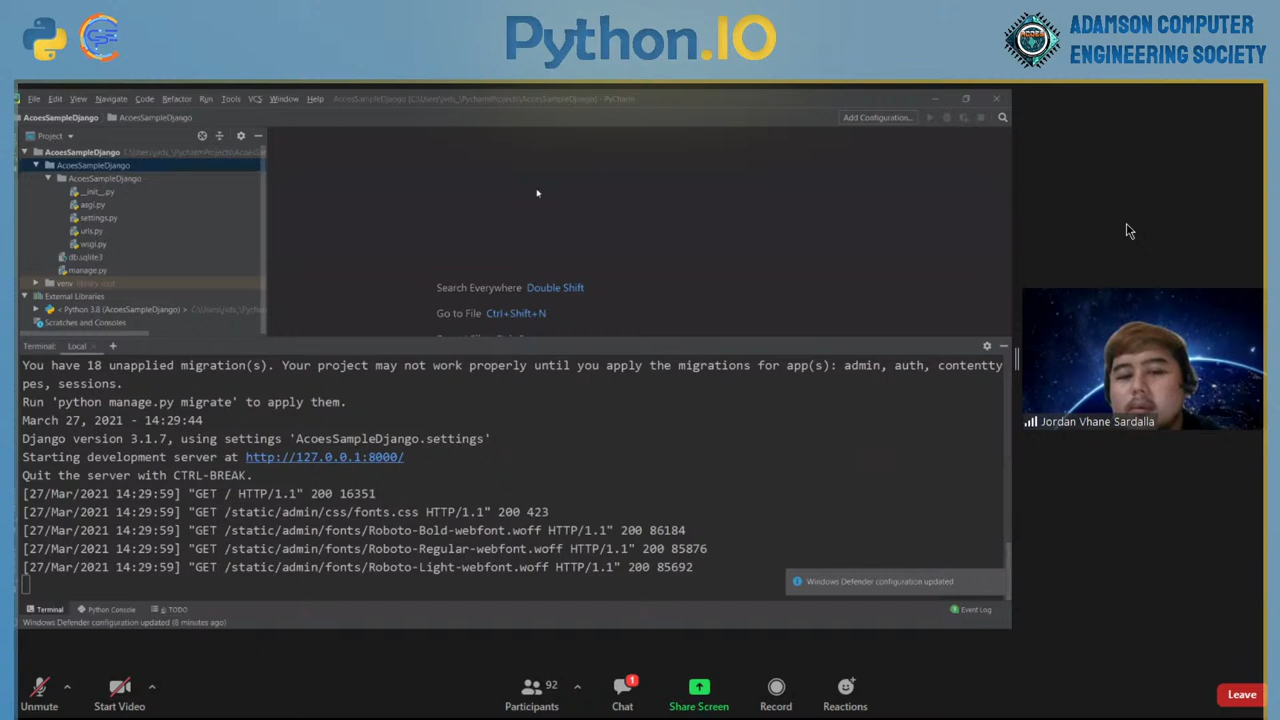 Python.IO
ADAMSON COMPUTER
ENGINEERING SOCIETY
File Edit View Navigate Code Refactor Run Tools VCS Window Help AcoesSampleDjango - PyCharm
AcoesSampleDjango AcoesSampleDjango Add Configuration...
Project
AcoesSampleDjango
AcoesSampleDjango
AcoesSampleDjango
__init__.py
asgi.py
settings.py
urls.py
wsgi.py
db.sqlite3
manage.py
venv library root
External Libraries
< Python 3.8 (AcoesSampleDjango) >
Scratches and Consoles
Search Everywhere Double Shift
Go to File Ctrl+Shift+N
Terminal: Local
You have 18 unapplied migration(s). Your project may not work properly until you apply the migrations for app(s): admin, auth, contentty
pes, sessions.
Run 'python manage.py migrate' to apply them.
March 27, 2021 - 14:29:44
Django version 3.1.7, using settings 'AcoesSampleDjango.settings'
Starting development server at http://127.0.0.1:8000/
Quit the server with CTRL-BREAK.
[27/Mar/2021 14:29:59] "GET / HTTP/1.1" 200 16351
[27/Mar/2021 14:29:59] "GET /static/admin/css/fonts.css HTTP/1.1" 200 423
[27/Mar/2021 14:29:59] "GET /static/admin/fonts/Roboto-Bold-webfont.woff HTTP/1.1" 200 86184
[27/Mar/2021 14:29:59] "GET /static/admin/fonts/Roboto-Regular-webfont.woff HTTP/1.1" 200 85876
[27/Mar/2021 14:29:59] "GET /static/admin/fonts/Roboto-Light-webfont.woff HTTP/1.1" 200 85692
Windows Defender configuration updated
Terminal Python Console 6: TODO Event Log
Windows Defender configuration updated (8 minutes ago)
Jordan Vhane Sardalla
92 1
Unmute Start Video Participants Chat Share Screen Record Reactions Leave